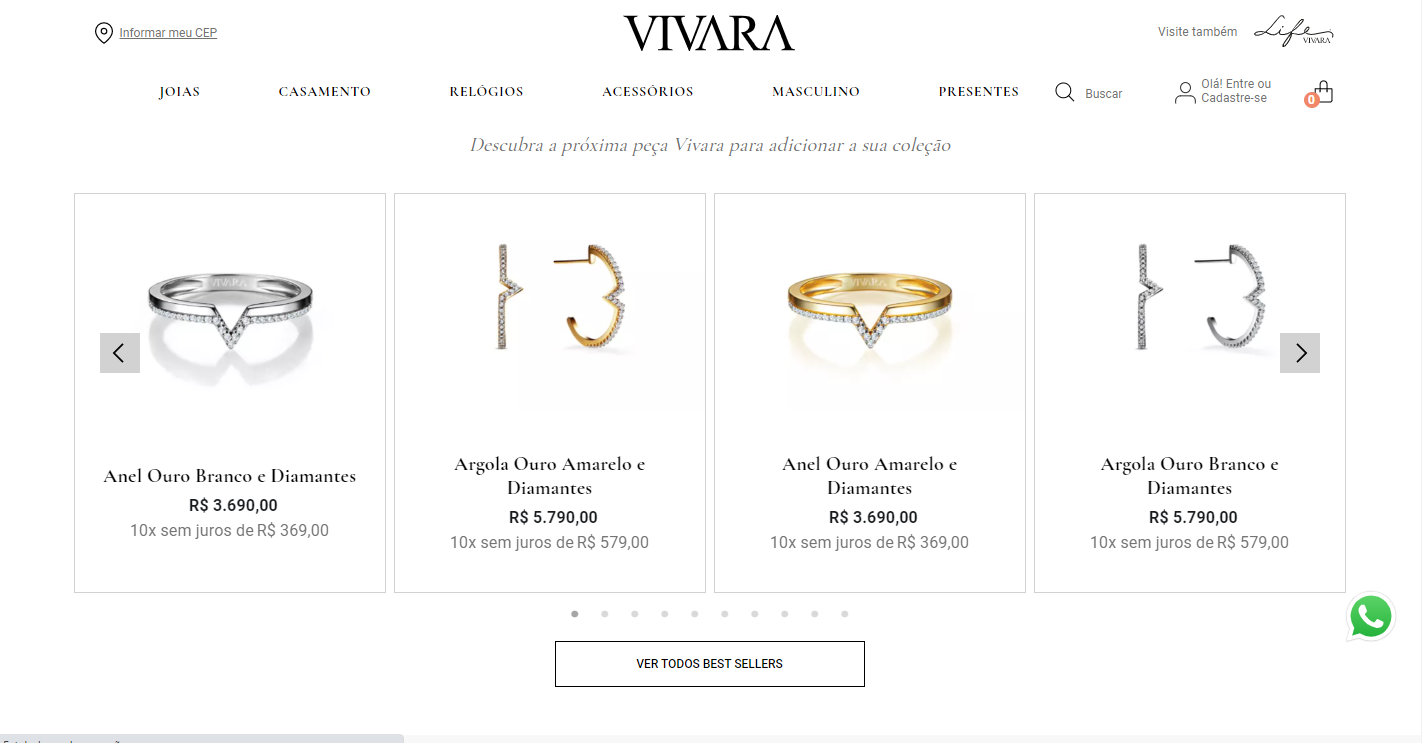 Informar meu CEP
VIVARA
Visite também
Life
VIVARA
JOIAS
CASAMENTO
RELÓGIOS
ACESSÓRIOS
MASCULINO
PRESENTES
Buscar
Olá! Entre ou
Cadastre-se
0
Descubra a próxima peça Vivara para adicionar a sua coleção
VIVARA
VIVARA
Anel Ouro Branco e Diamantes
R$ 3.690,00
10x sem juros de R$ 369,00
Argola Ouro Amarelo e
Diamantes
R$ 5.790,00
10x sem juros de R$ 579,00
Anel Ouro Amarelo e
Diamantes
R$ 3.690,00
10x sem juros de R$ 369,00
Argola Ouro Branco e
Diamantes
R$ 5.790,00
10x sem juros de R$ 579,00
VER TODOS BEST SELLERS